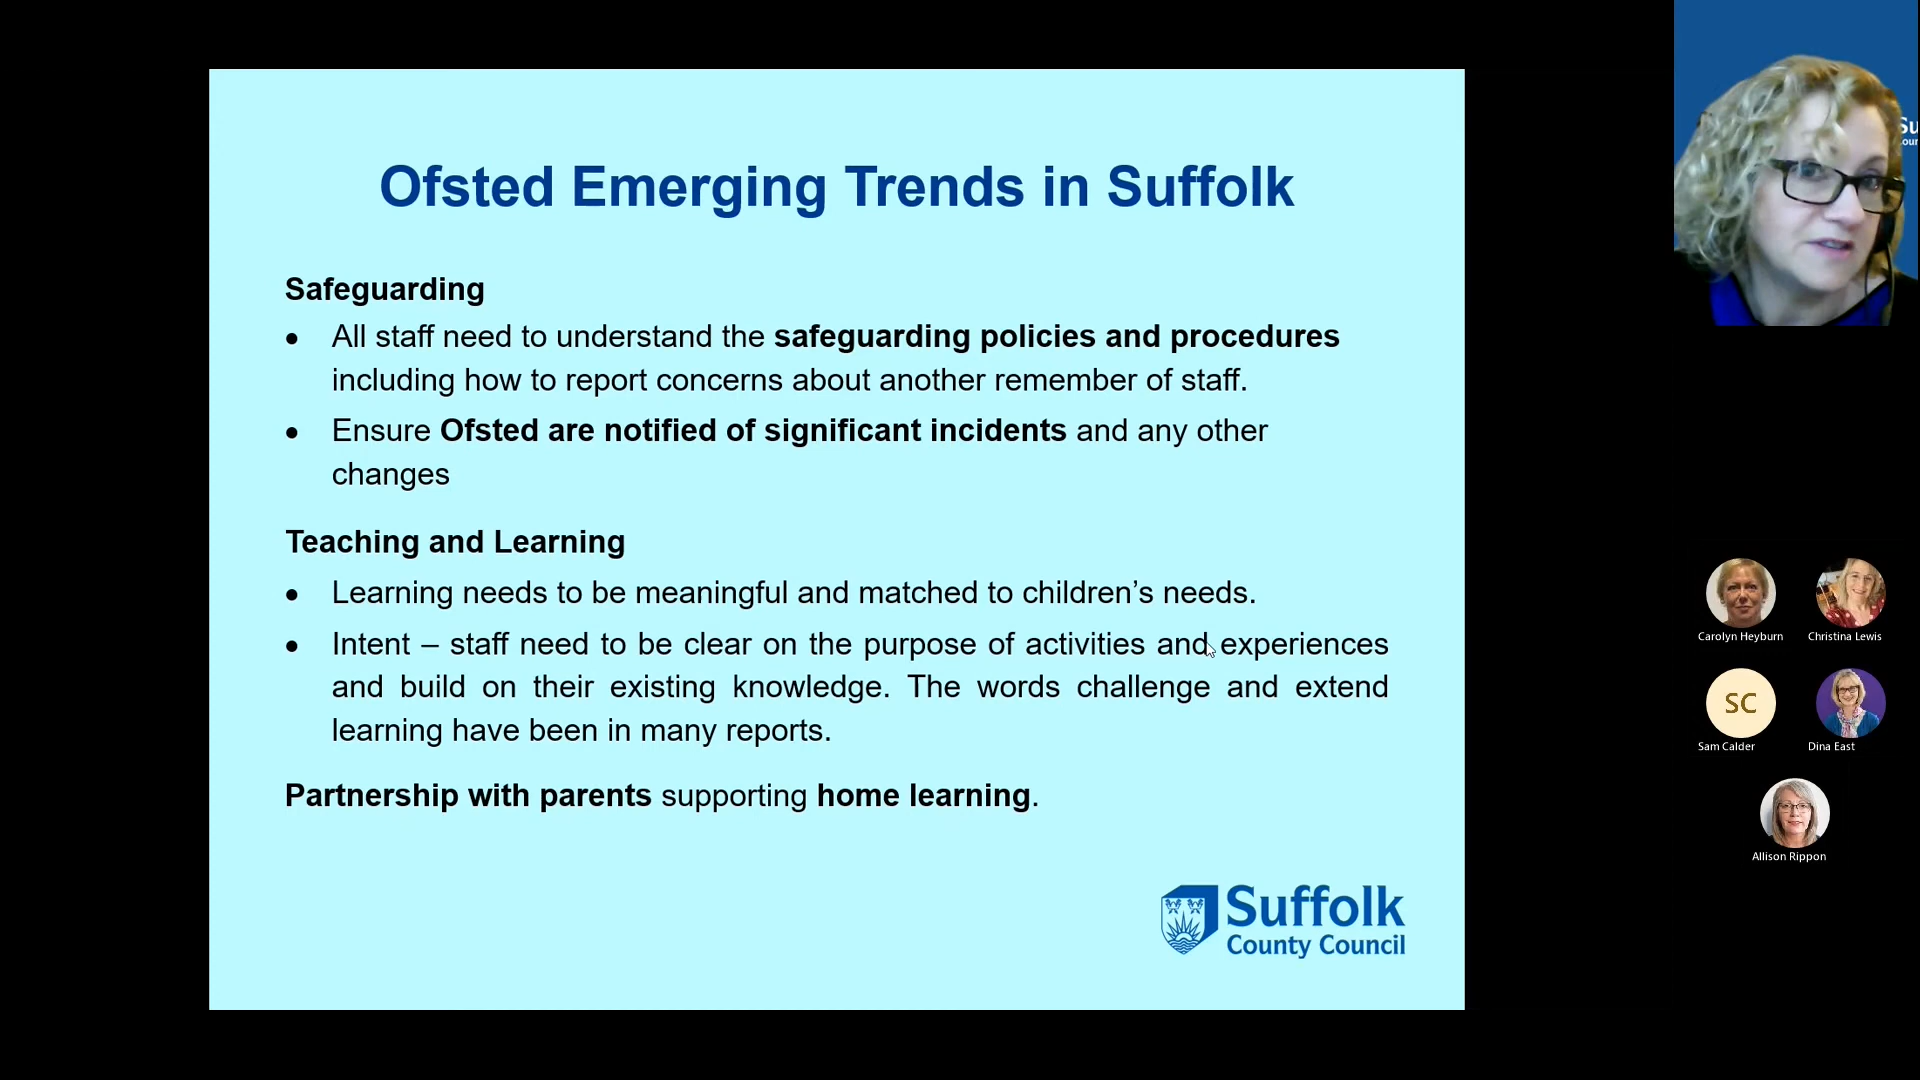 Ofsted Emerging Trends in Suffolk
Safeguarding
• All staff need to understand the safeguarding policies and procedures
including how to report concerns about another remember of staff.
• Ensure Ofsted are notified of significant incidents and any other
changes
Teaching and Learning
• Learning needs to be meaningful and matched to children’s needs.
• Intent – staff need to be clear on the purpose of activities and experiences
and build on their existing knowledge. The words challenge and extend
learning have been in many reports.
Partnership with parents supporting home learning.
Suffolk
County Council
Su
Carolyn Heyburn
Christina Lewis
SC
Sam Calder
Dina East
Allison Rippon